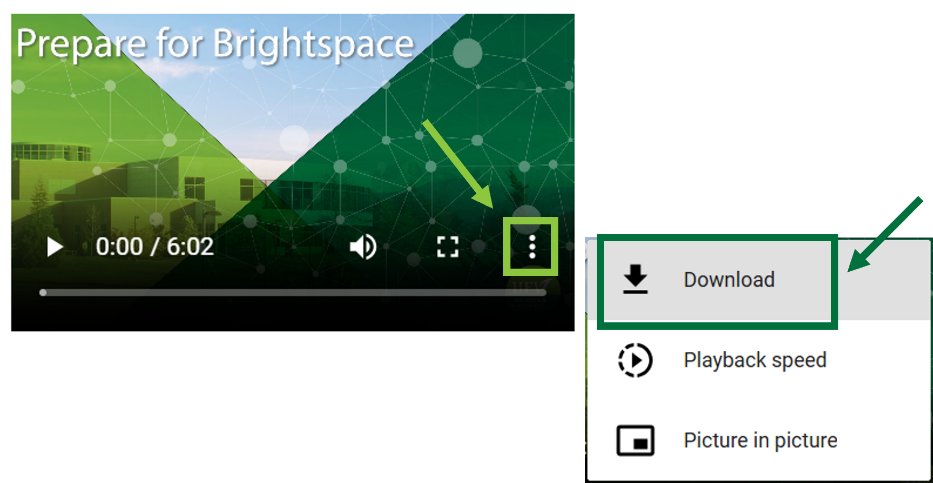 Prepare for Brightspace
0:00 / 6:02
Download
Playback speed
Picture in picture